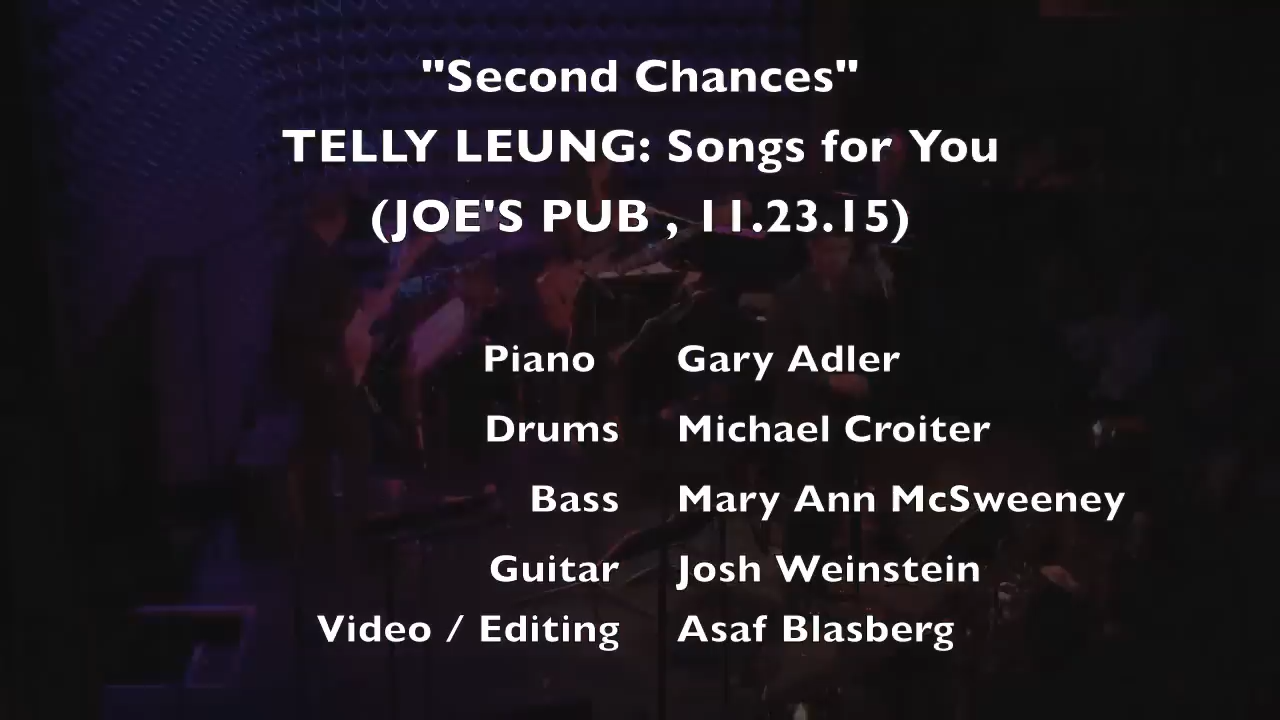 "Second Chances"
TELLY LEUNG: Songs for You
(JOE'S PUB , 11.23.15)
Piano Gary Adler
Drums Michael Croiter
Bass Mary Ann McSweeney
Guitar Josh Weinstein
Video / Editing Asaf Blasberg